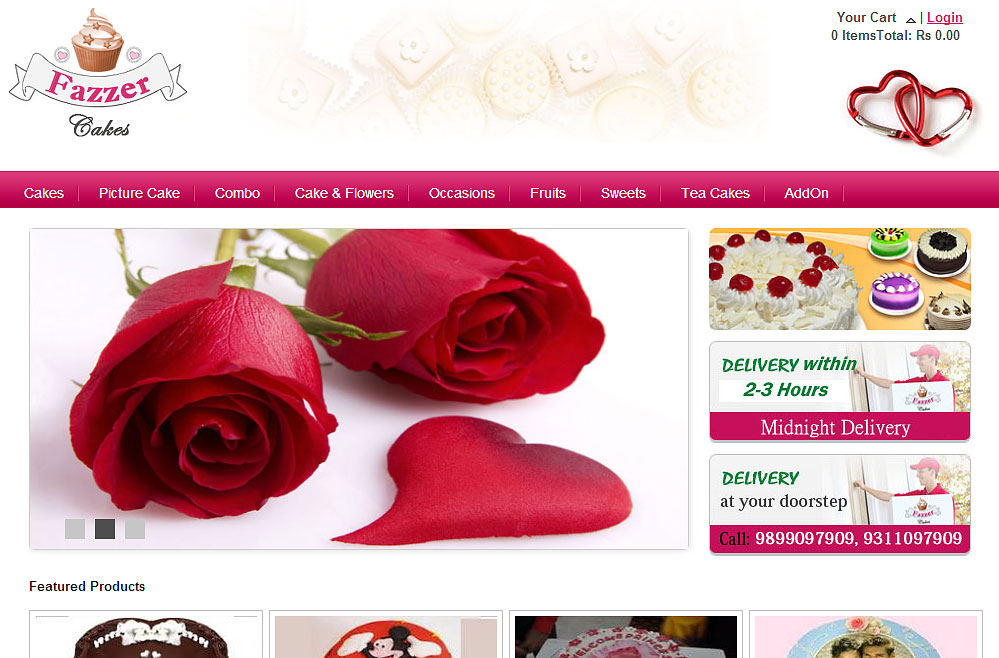 Fazzer
Cakes
Your Cart | Login
0 ItemsTotal: Rs 0.00
Cakes Picture Cake Combo Cake & Flowers Occasions Fruits Sweets Tea Cakes AddOn
DELIVERY within
2-3 Hours
Fazzer
Cakes
Midnight Delivery
DELIVERY
at your doorstep
Fazzer
Cakes
Call: 9899097909, 9311097909
Featured Products